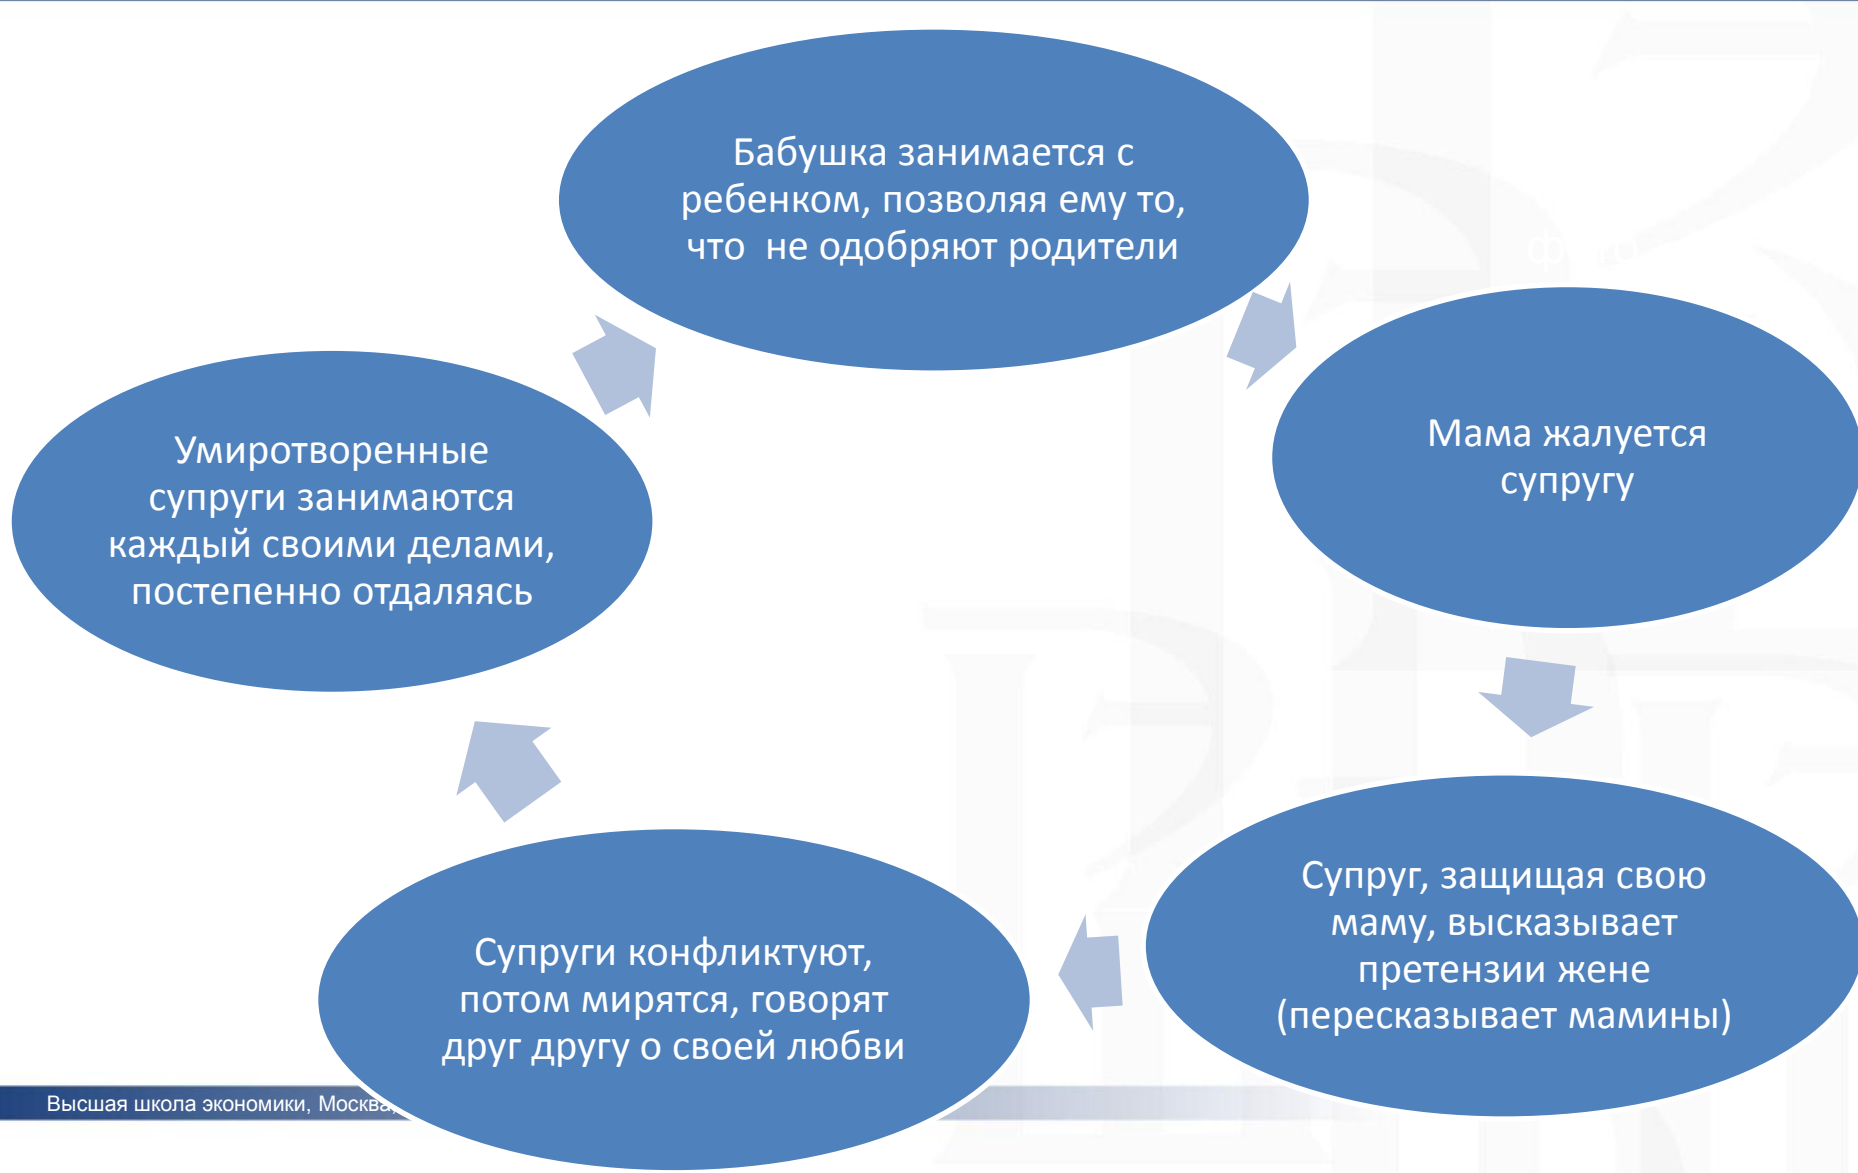 Бабушка занимается с
ребенком, позволяя ему то,
что  не одобряют родители
фото
Мама жалуется
супругу
Супруг, защищая свою
маму, высказывает
претензии жене
(пересказывает мамины)
Супруги конфликтуют,
потом мирятся, говорят
друг другу о своей любви
Умиротворенные
супруги занимаются
каждый своими делами,
постепенно отдаляясь
Высшая школа экономики, Москва,